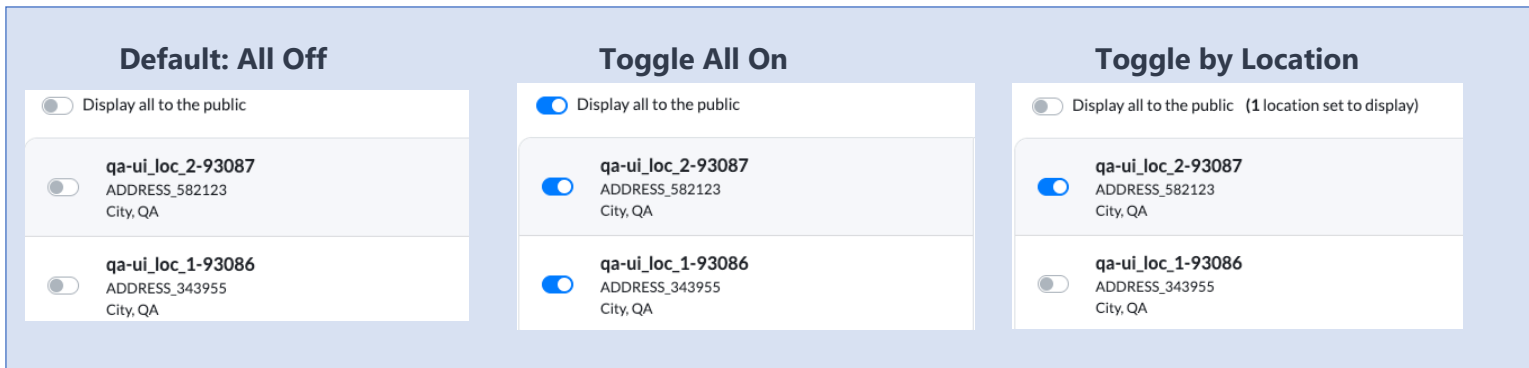 Default: All Off
Display all to the public
qa-ui_loc_2-93087
ADDRESS_582123
City, QA
qa-ui_loc_1-93086
ADDRESS_343955
City, QA
Toggle All On
Display all to the public
qa-ui_loc_2-93087
ADDRESS_582123
City, QA
qa-ui_loc_1-93086
ADDRESS_343955
City, QA
Toggle by Location
Display all to the public (1 location set to display)
qa-ui_loc_2-93087
ADDRESS_582123
City, QA
qa-ui_loc_1-93086
ADDRESS_343955
City, QA